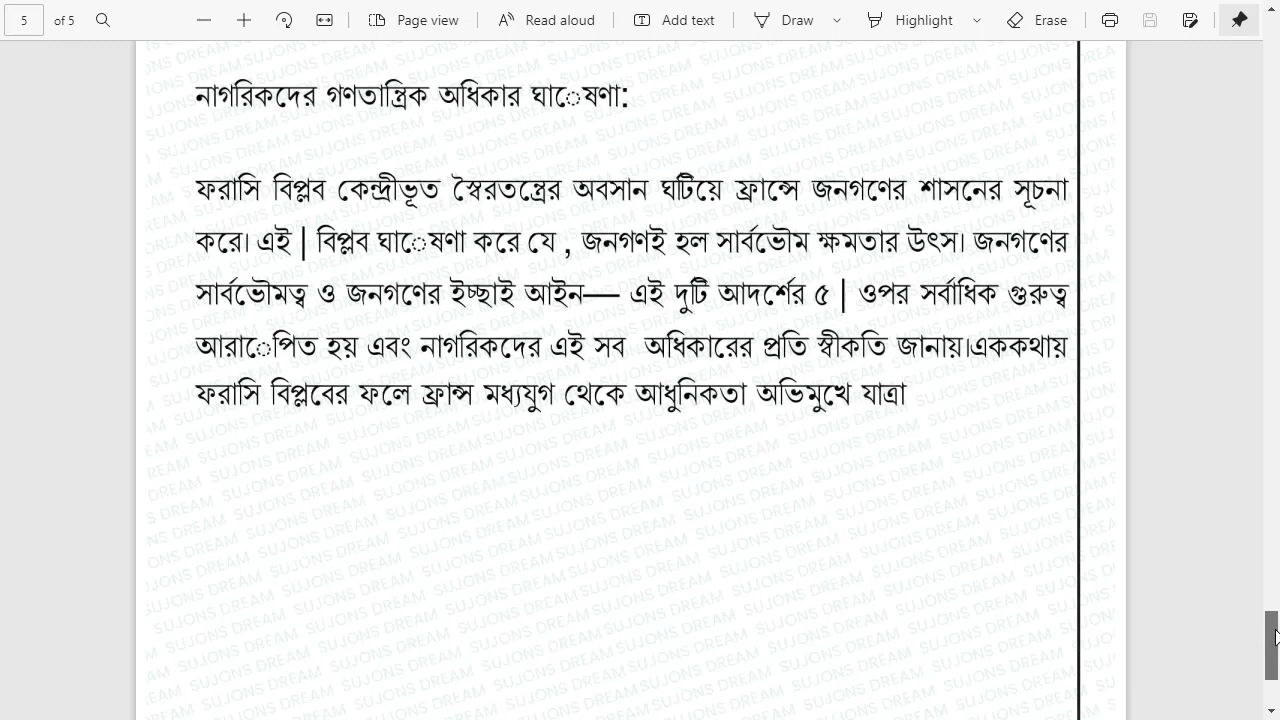 5 of 5 Page view Read aloud Add text Draw Highlight Erase
নাগরিকদের গণতান্ত্রিক অধিকার ঘাে​ষণা:
ফরাসি বিপ্লব কেন্দ্রীভূত স্বৈরতন্ত্রের অবসান ঘটিয়ে ফ্রান্সে জনগণের শাসনের সূচনা
করে। এই | বিপ্লব ঘােষণা করে যে , জনগণই হল সার্বভৌম ক্ষমতার উৎস। জনগণের
সার্বভৌমত্ব ও জনগণের ইচ্ছাই আইন— এই দুটি আদর্শের ৫ | ওপর সর্বাধিক গুরুত্ব
আরােপিত হয় এবং নাগরিকদের এই সব অধিকারের প্রতি স্বীকতি জানায়।এককথায়
ফরাসি বিপ্লবের ফলে ফ্রান্স মধ্যযুগ থেকে আধুনিকতা অভিমুখে যাত্রা
SUJONS DREAM